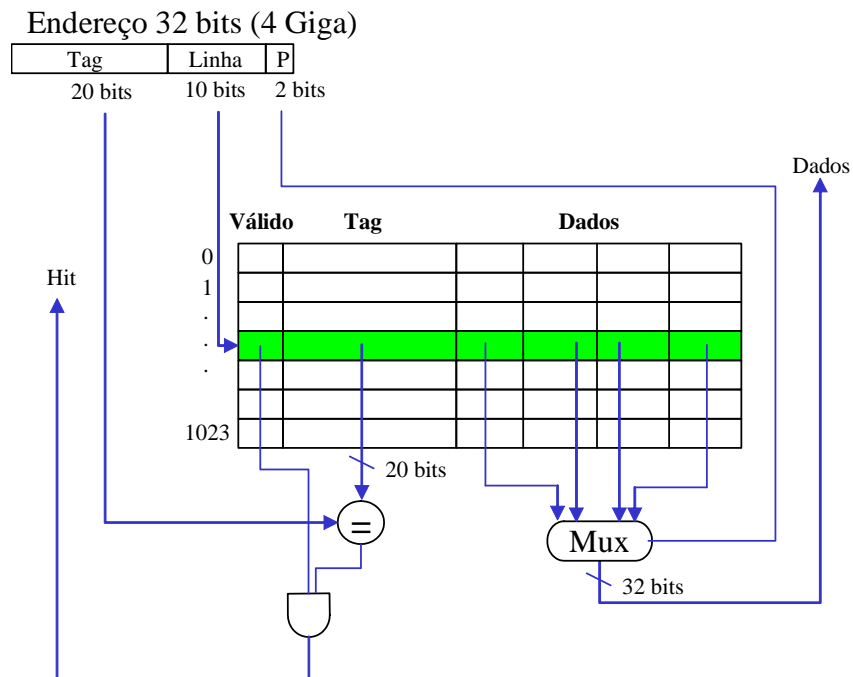 Endereço 32 bits (4 Giga)
Tag Linha P
20 bits 10 bits 2 bits
Dados
Válido Tag Dados
0
Hit
1
.
.
.
1023
20 bits
=
Mux
32 bits